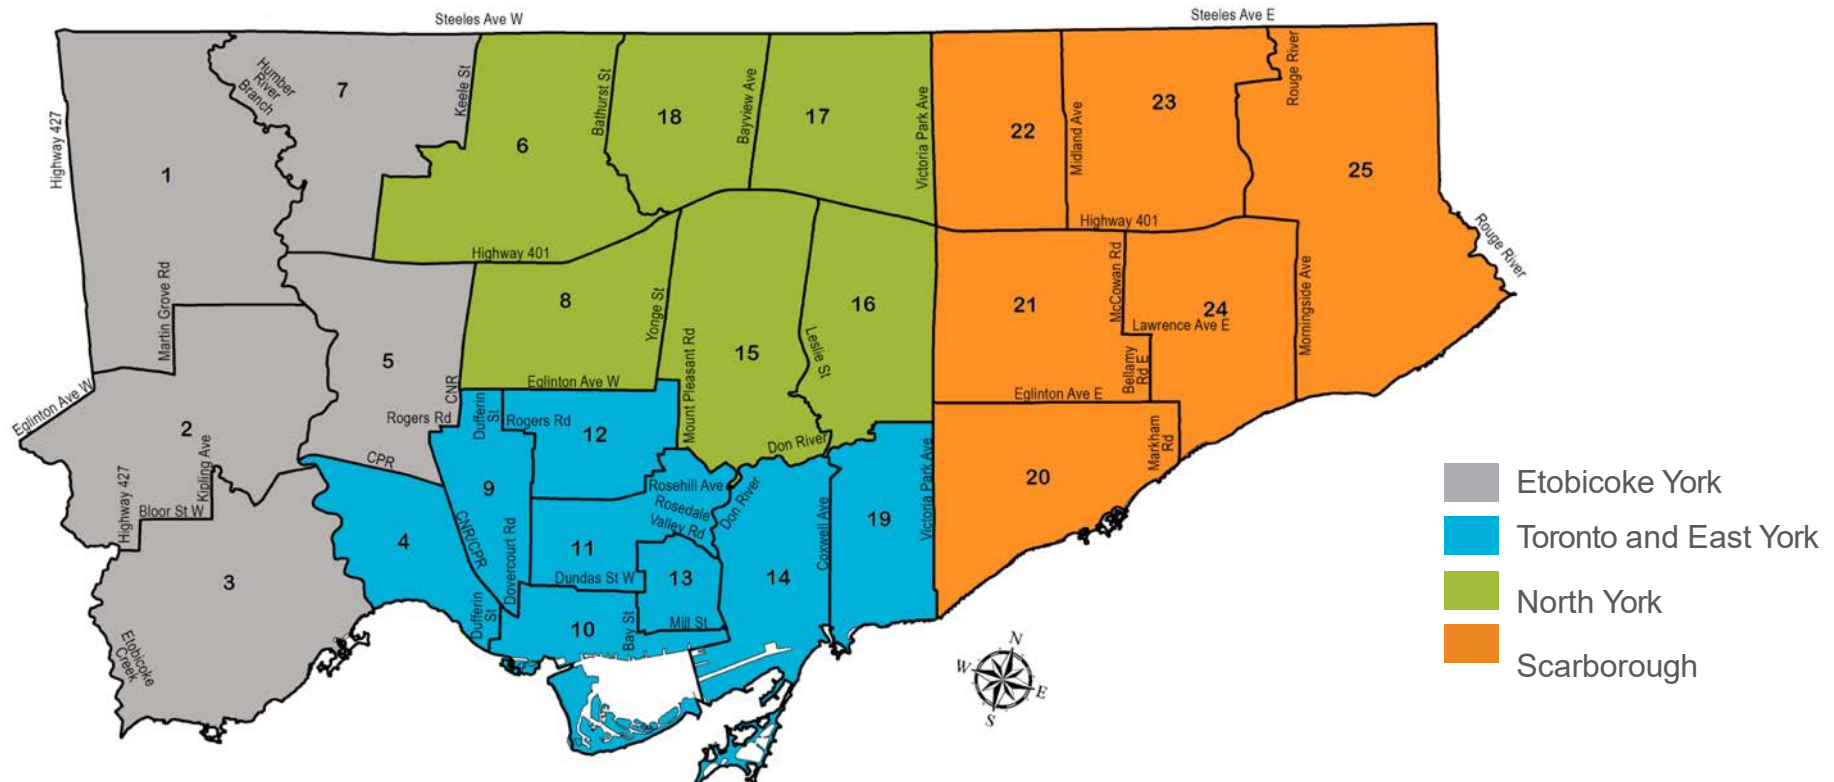 Steeles Ave W
Steeles Ave E
Highway 427
Humber
River
Branch
7
Keele St
Bathurst St
18
Bayview Ave
17
Victoria Park Ave
22
Midland Ave
23
Rouge River
25
1
6
Rouge River
Highway 401
Highway 401
Martin Grove Rd
8
Yonge St
16
21
McCowan Rd
24
Lawrence Ave E
Morningside Ave
5
CNR
Mount Pleasant Rd
15
Leslie St
Bellamy
Rd E
Eglinton Ave W
Eglinton Ave W
Eglinton Ave E
2
Kipling Ave
Rogers Rd
Dufferin
St
Rogers Rd
12
Don River
Victoria Park Ave
Markham
Rd
CPR
Highway 427
Bloor St W
9
Rosehill Ave
Rosedale
Valley Rd
Don River
20
4
CNR/CPR
Dovercourt Rd
11
Coxwell Ave
19
3
Dundas St W
13
14
Dufferin
St
10
Bay St
Mill St
Etobicoke
Creek
N
W
E
S
Etobicoke York
Toronto and East York
North York
Scarborough